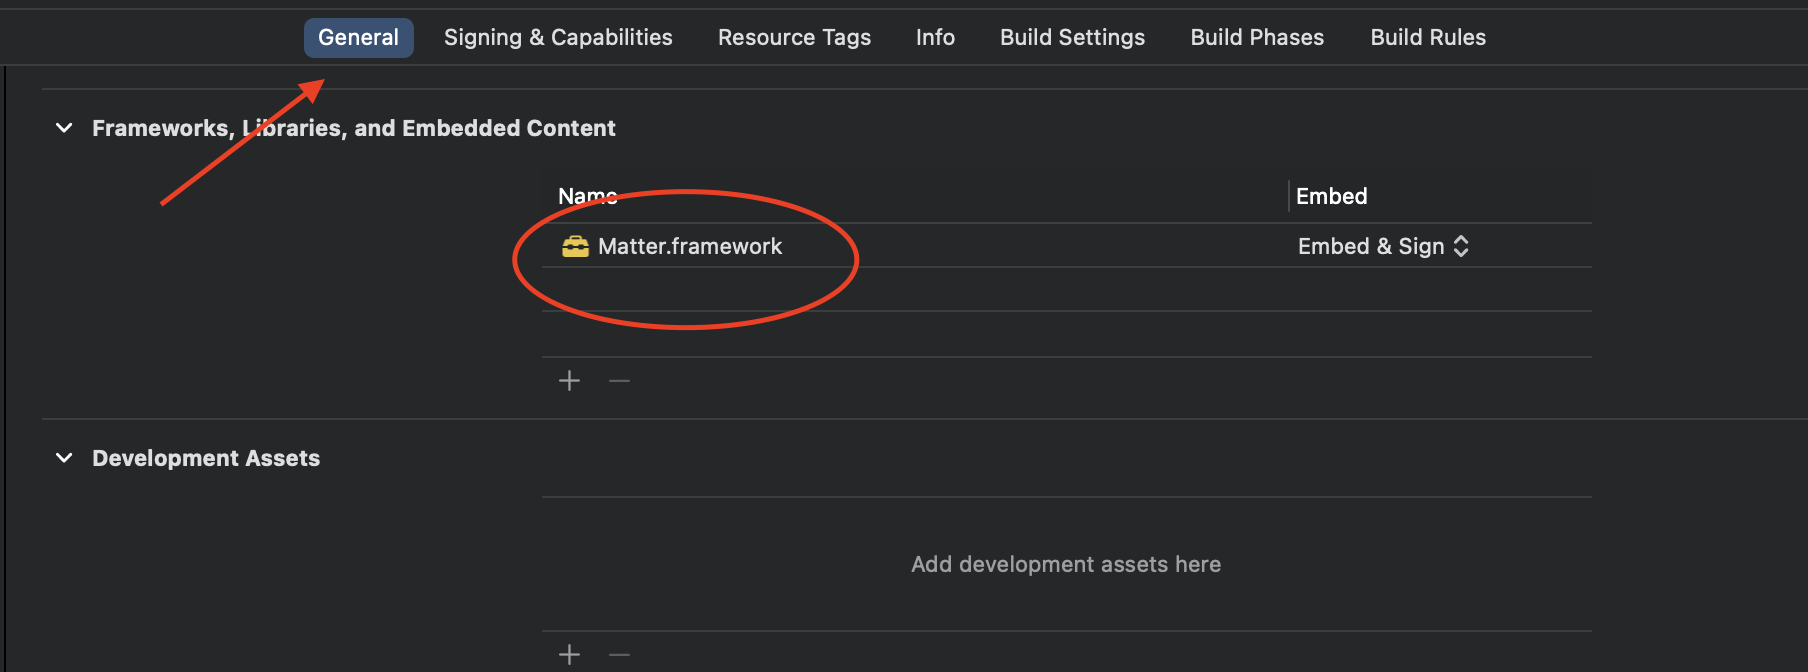 General Signing & Capabilities Resource Tags Info Build Settings Build Phases Build Rules
Frameworks, Libraries, and Embedded Content
Name Embed
Matter.framework Embed & Sign
Development Assets
Add development assets here